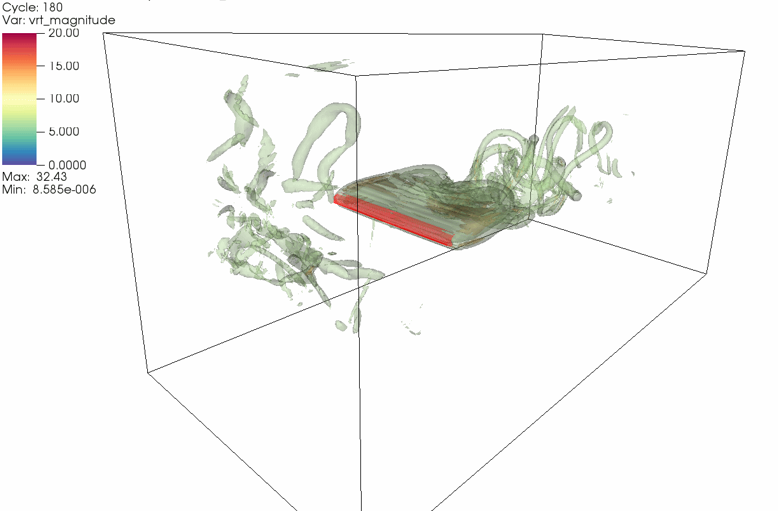 Cycle: 180
Var: vrt_magnitude
20.00
15.00
10.00
5.000
0.0000
Max: 32.43
Min: 8.585e-006